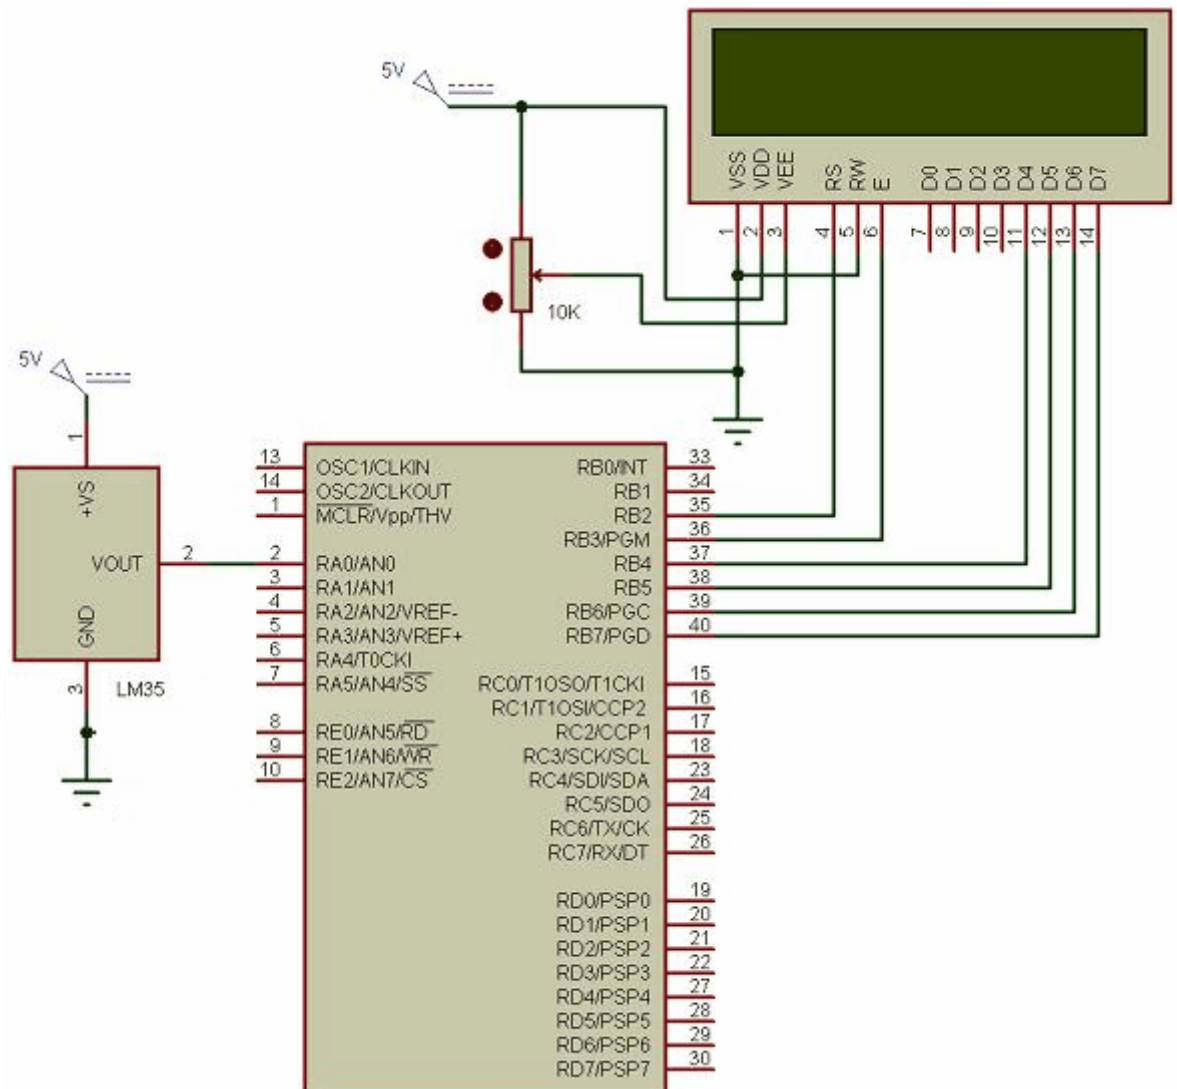 5V
VSS
VDD
VEE
RS
RW
E
D0
D1
D2
D3
D4
D5
D6
D7
1
2
3
4
5
6
7
8
9
10
11
12
13
14
10K
5V
1
+VS
VOUT
2
GND
3
LM35
13 OSC1/CLKIN
14 OSC2/CLKOUT
1 MCLR/Vpp/THV
2 RA0/AN0
3 RA1/AN1
4 RA2/AN2/VREF-
5 RA3/AN3/VREF+
6 RA4/T0CKI
7 RA5/AN4/SS
8 RE0/AN5/RD
9 RE1/AN6/WR
10 RE2/AN7/CS
RB0/INT 33
RB1 34
RB2 35
RB3/PGM 36
RB4 37
RB5 38
RB6/PGC 39
RB7/PGD 40
RC0/T1OSO/T1CKI 15
RC1/T1OSI/CCP2 16
RC2/CCP1 17
RC3/SCK/SCL 18
RC4/SDI/SDA 23
RC5/SDO 24
RC6/TX/CK 25
RC7/RX/DT 26
RD0/PSP0 19
RD1/PSP1 20
RD2/PSP2 21
RD3/PSP3 22
RD4/PSP4 27
RD5/PSP5 28
RD6/PSP6 29
RD7/PSP7 30